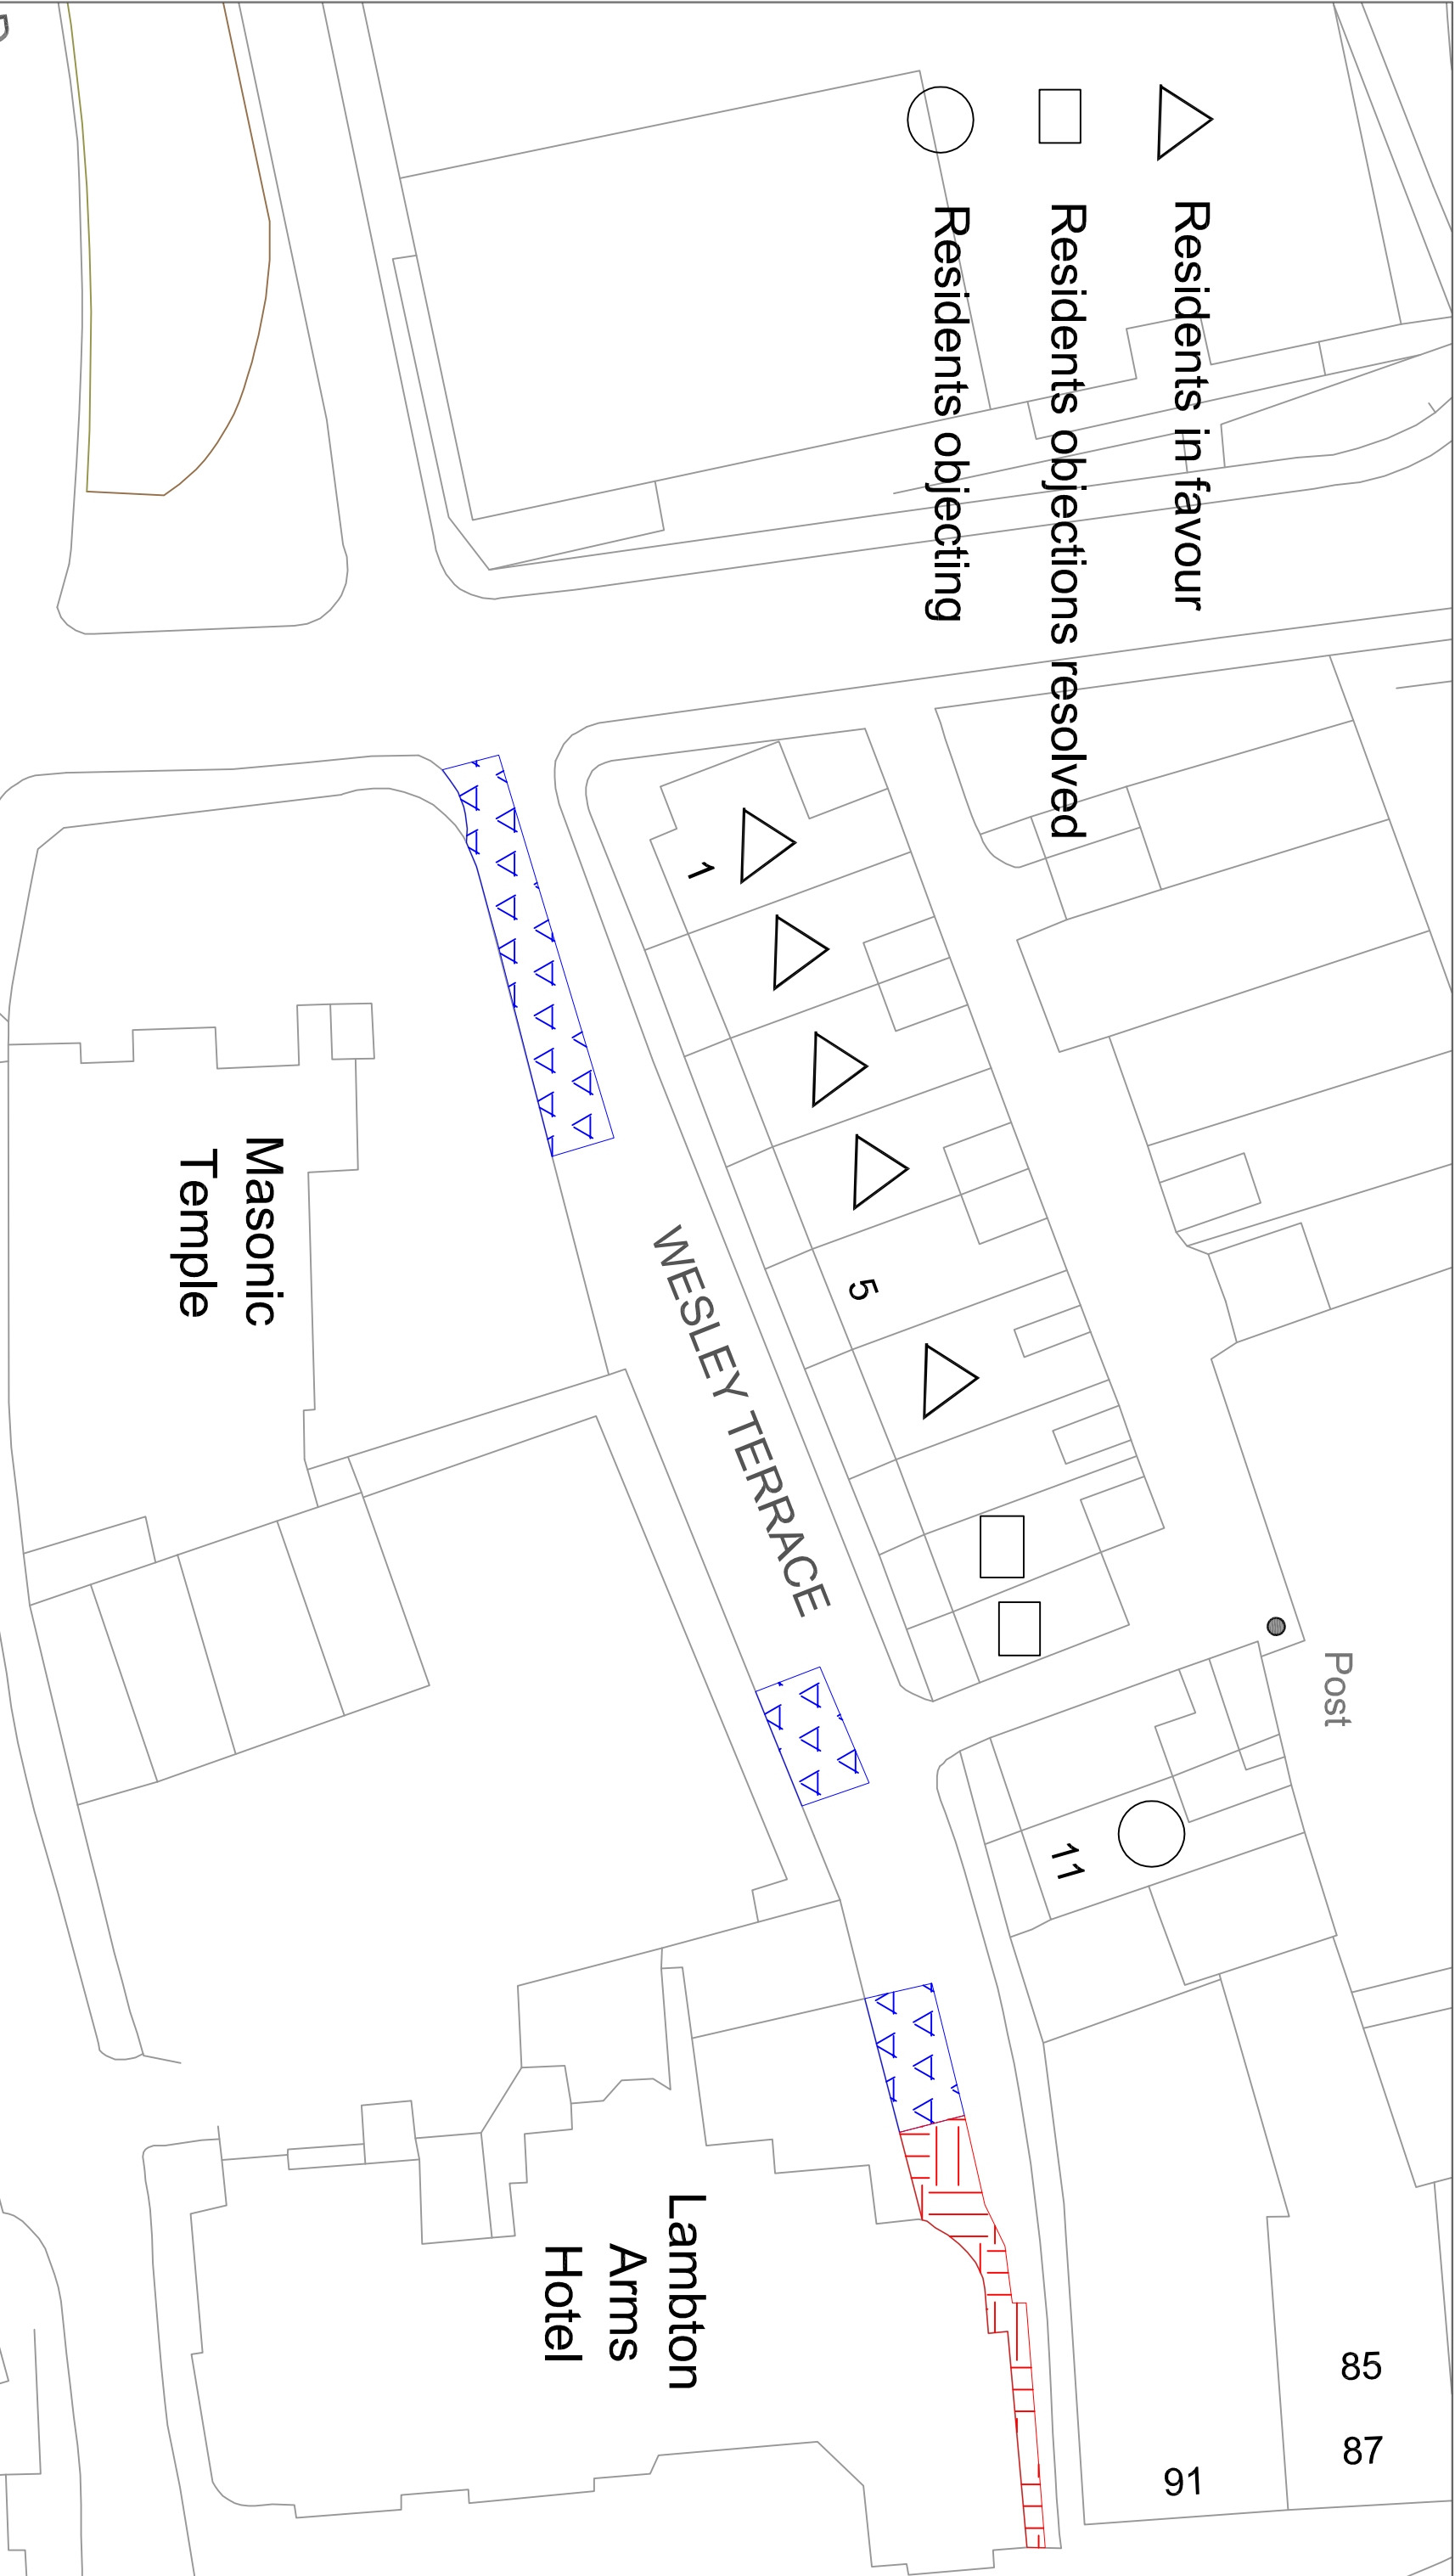 Residents in favour
Residents objections resolved
Residents objecting
1
5
WESLEY TERRACE
Masonic
Temple
Post
11
Lambton
Arms
Hotel
85
87
91